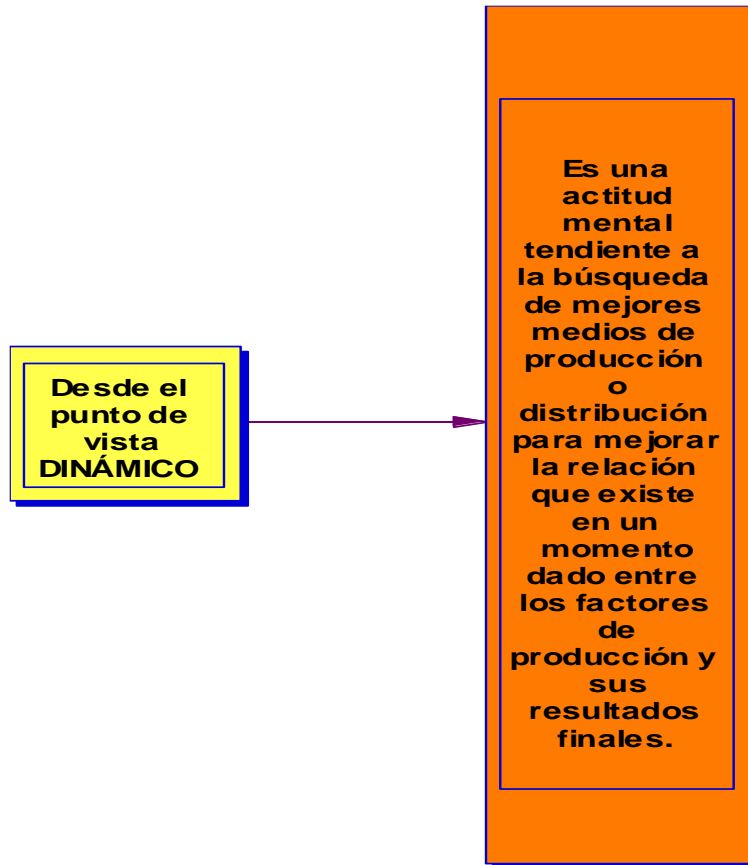 Desde el
punto de
vista
DINÁMICO
Es una
actitud
mental
tendiente a
la búsqueda
de mejores
medios de
producción
o
distribución
para mejorar
la relación
que existe
en un
momento
dado entre
los factores
de
producción y
sus
resultados
finales.